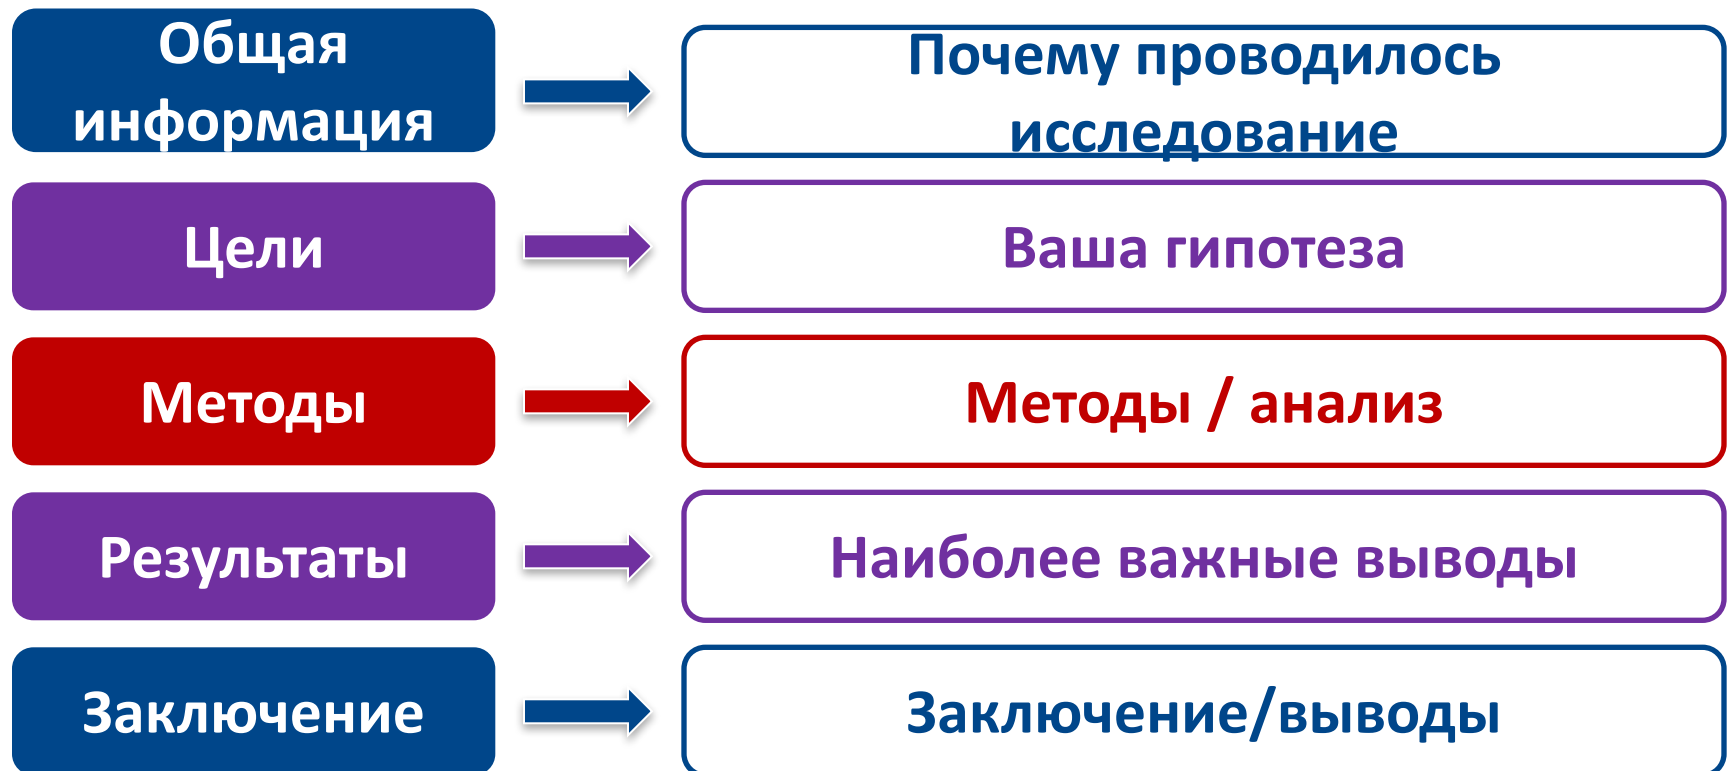 Общая
информация
Почему проводилось
исследование
Цели
Ваша гипотеза
Методы
Методы / анализ
Результаты
Наиболее важные выводы
Заключение
Заключение/выводы